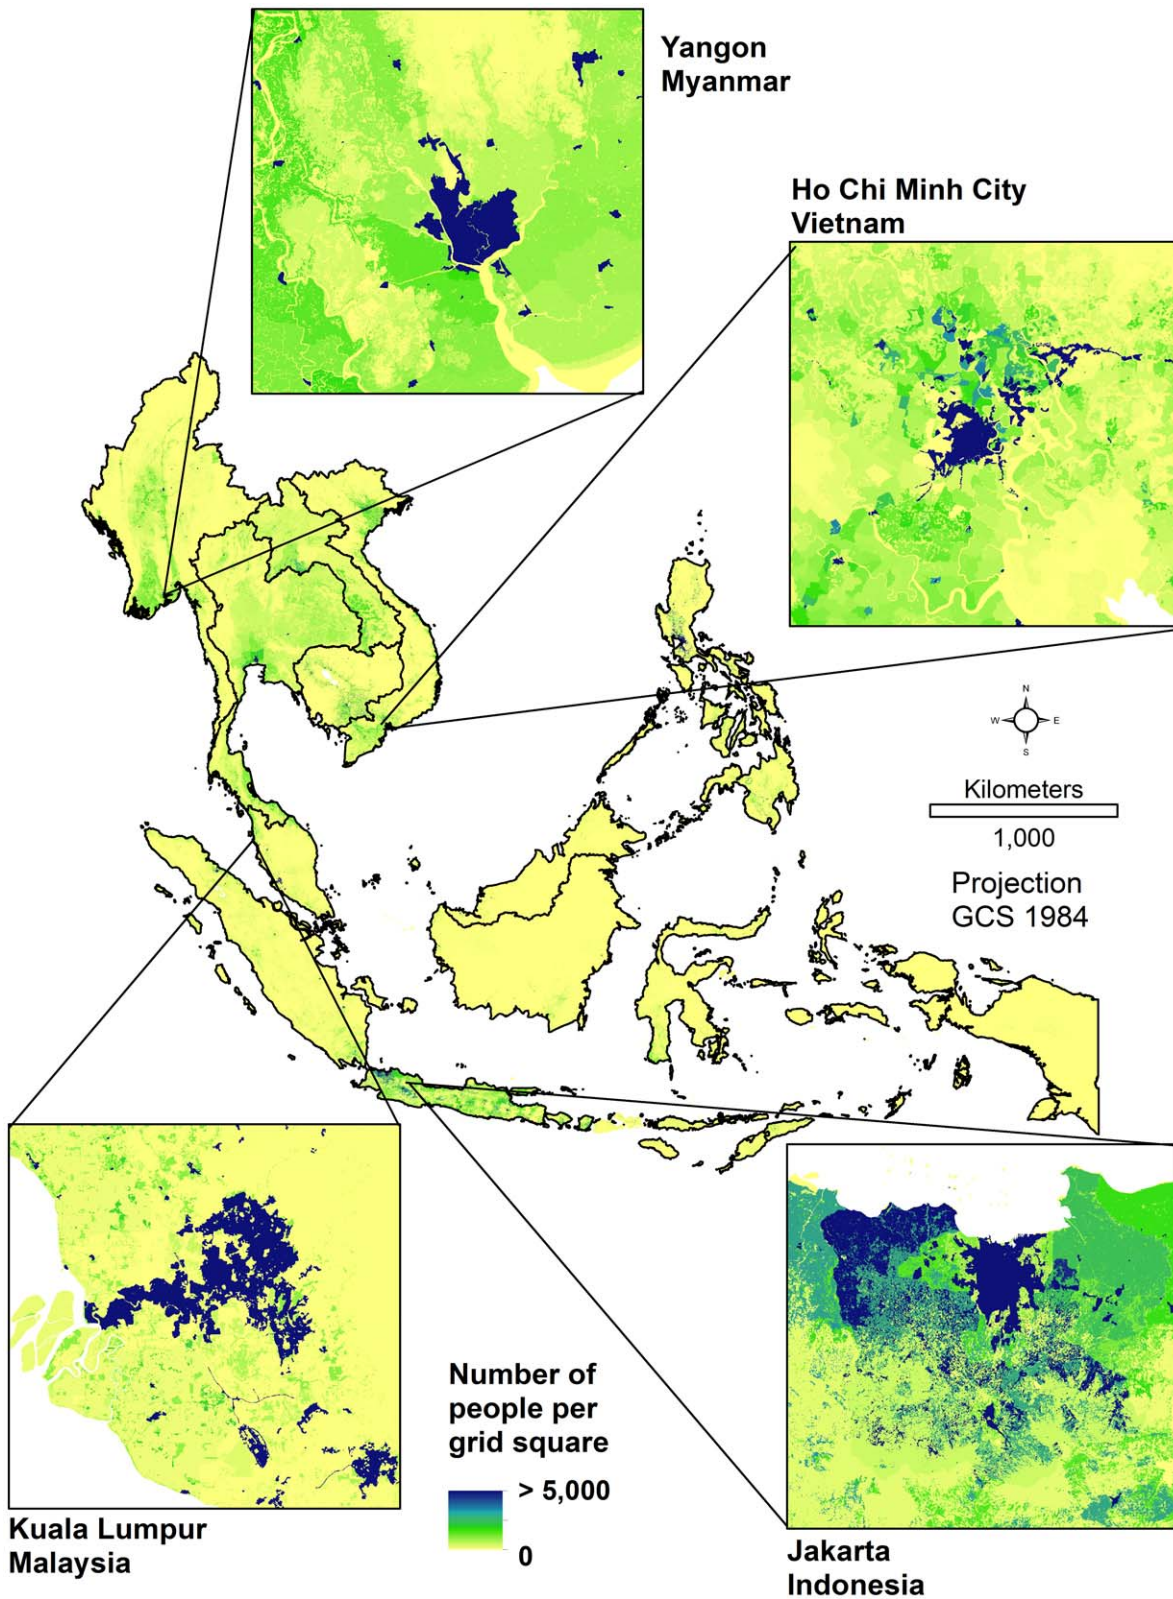 Yangon
Myanmar
Ho Chi Minh City
Vietnam
N
W
E
S
Kilometers
1,000
Projection
GCS 1984
Number of
people per
grid square
> 5,000
0
Kuala Lumpur
Malaysia
Jakarta
Indonesia